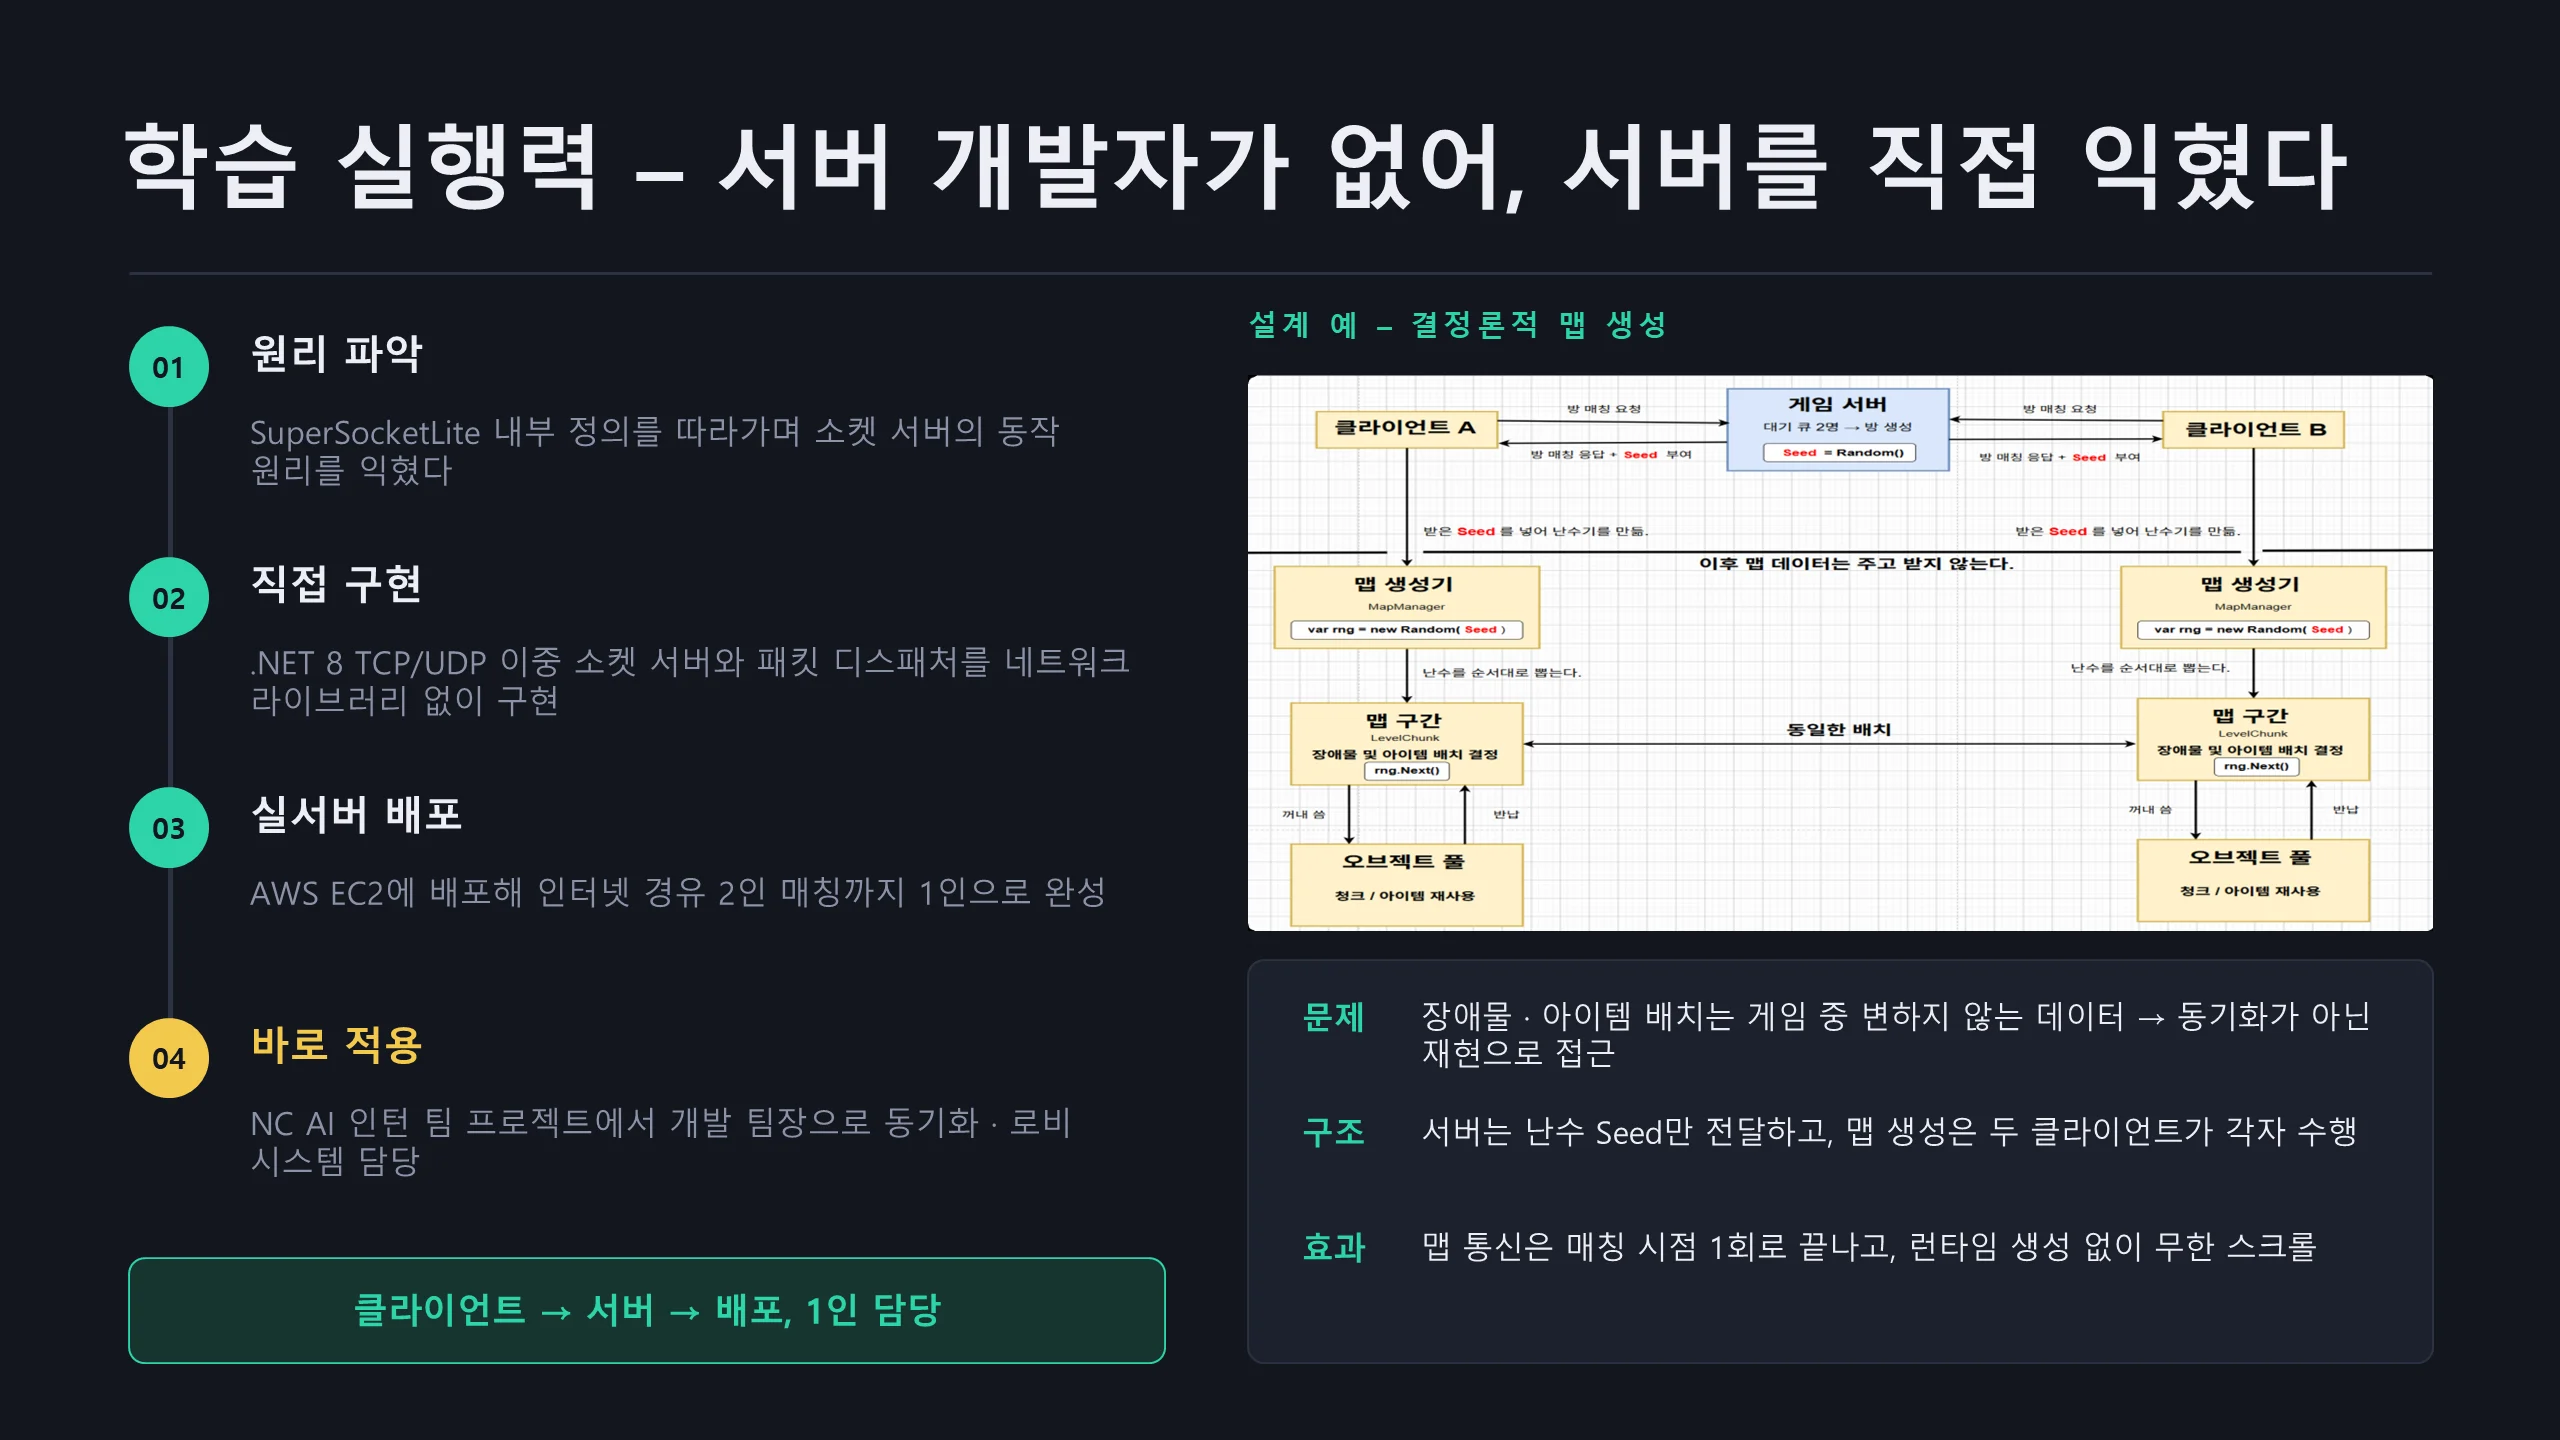 학습 실행력 – 서버 개발자가 없어, 서버를 직접 익혔다
01
원리 파악
SuperSocketLite 내부 정의를 따라가며 소켓 서버의 동작
원리를 익혔다
02
직접 구현
.NET 8 TCP/UDP 이중 소켓 서버와 패킷 디스패처를 네트워크
라이브러리 없이 구현
03
실서버 배포
AWS EC2에 배포해 인터넷 경유 2인 매칭까지 1인으로 완성
04
바로 적용
NC AI 인턴 팀 프로젝트에서 개발 팀장으로 동기화 · 로비
시스템 담당
클라이언트 → 서버 → 배포, 1인 담당
설계 예 – 결정론적 맵 생성
클라이언트 A
방 매칭 요청
방 매칭 응답 + Seed 부여
게임 서버
대기 큐 2명 → 방 생성
Seed = Random()
방 매칭 요청
방 매칭 응답 + Seed 부여
클라이언트 B
받은 Seed 를 넣어 난수기를 만듦.
받은 Seed 를 넣어 난수기를 만듦.
이후 맵 데이터는 주고 받지 않는다.
맵 생성기
MapManager
var rng = new Random( Seed )
맵 생성기
MapManager
var rng = new Random( Seed )
난수를 순서대로 뽑는다.
난수를 순서대로 뽑는다.
맵 구간
LevelChunk
장애물 및 아이템 배치 결정
rng.Next()
동일한 배치
맵 구간
LevelChunk
장애물 및 아이템 배치 결정
rng.Next()
꺼내 씀
반납
꺼내 씀
반납
오브젝트 풀
청크 / 아이템 재사용
오브젝트 풀
청크 / 아이템 재사용
문제
장애물 · 아이템 배치는 게임 중 변하지 않는 데이터 → 동기화가 아닌
재현으로 접근
구조
서버는 난수 Seed만 전달하고, 맵 생성은 두 클라이언트가 각자 수행
효과
맵 통신은 매칭 시점 1회로 끝나고, 런타임 생성 없이 무한 스크롤